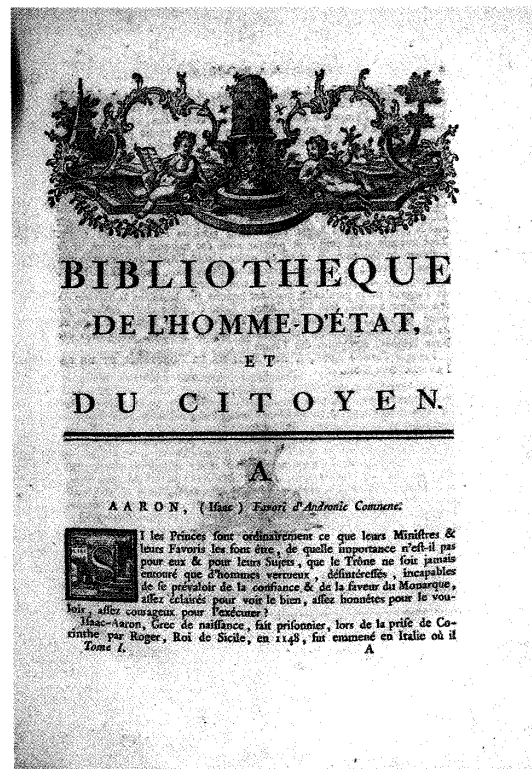 BIBLIOTHEQUE
DE L'HOMME-D'ÉTAT,
ET
DU CITOYEN.
A
AARON, (Isaac) Favori d'Andronic Comnene.
SI les Princes sont ordinairement ce que leurs Ministres &
leurs Favoris les font être, de quelle importance n'est-il pas
pour eux & pour leurs Sujets, que le Trône ne soit jamais
entouré que d'hommes vertueux, désintéressés, incapables
de se prévaloir de la confiance & de la faveur du Monarque,
assez éclairés pour voir le bien, assez honnêtes pour le vou-
loir, assez courageux pour l'exécuter!
Isaac-Aaron, Grec de naissance, fait prisonnier, lors de la prise de Co-
rinthe par Roger, Roi de Sicile, en 1148, fut emmené en Italie où il
Tome I. A